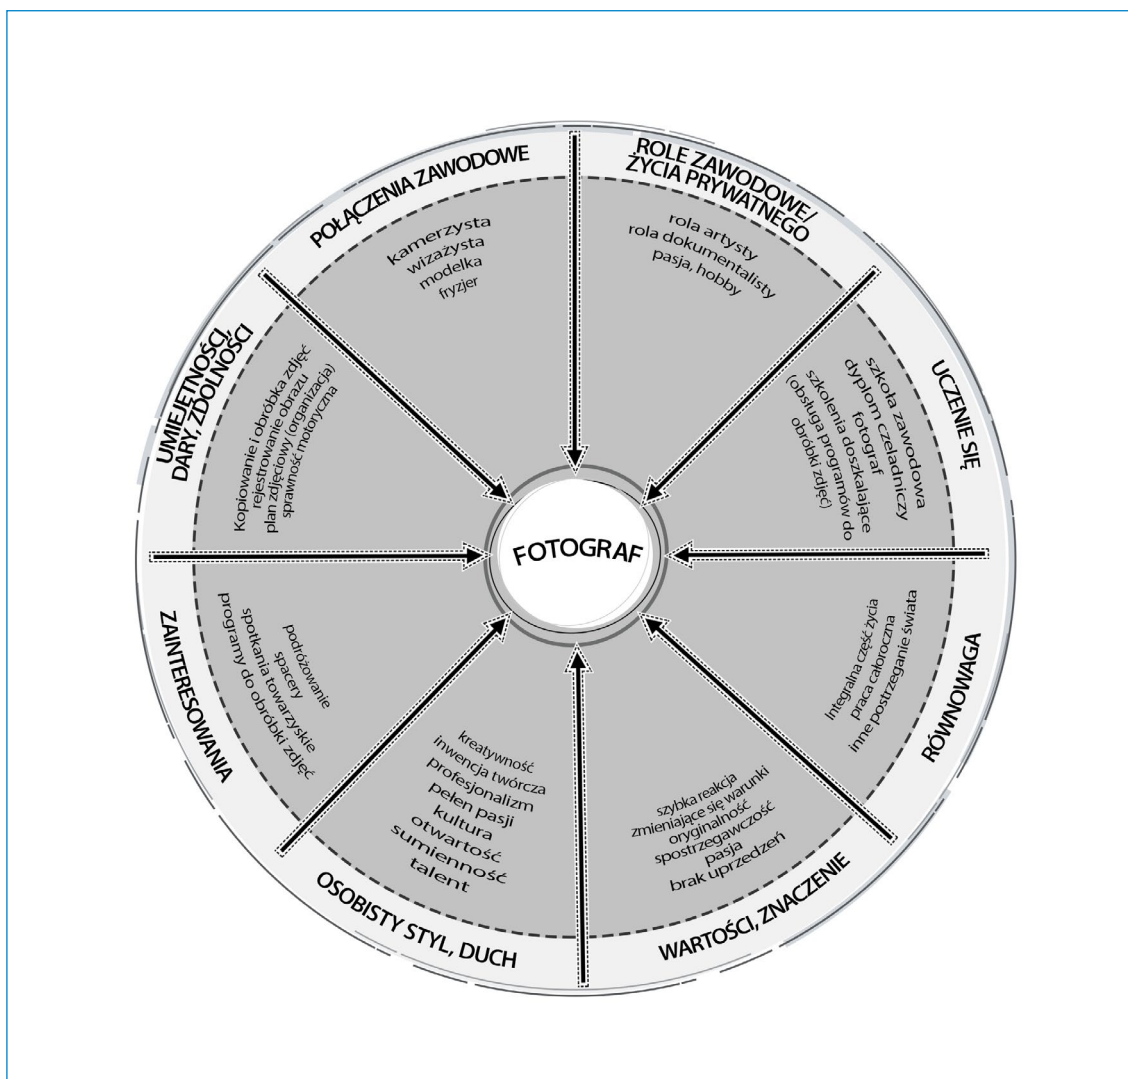 POŁĄCZENIA ZAWODOWE
kamerzysta
wizażysta
modelka
fryzjer
ROLE ZAWODOWE/
ŻYCIA PRYWATNEGO
rola artysty
rola dokumentalisty
pasja, hobby
UCZENIE SIĘ
szkoła zawodowa
dyplom czeladniczy
fotograf
szkolenia doszkalające
(obsługa programów do
obróbki zdjęć)
RÓWNOWAGA
Integralna część życia
praca całoroczna
inne postrzeganie świata
WARTOŚCI, ZNACZENIE
szybka reakcja
zmieniające się warunki
oryginalność
spostrzegawczość
pasja
brak uprzedzeń
OSOBISTY STYL, DUCH
kreatywność
inwencja twórcza
profesjonalizm
pełen pasji
kultura
otwartość
sumienność
talent
ZAINTERESOWANIA
podróżowanie
spacery
spotkania towarzyskie
programy do obróbki zdjęć
UMIEJĘTNOŚCI,
DARY, ZDOLNOŚCI
Kopiowanie i obróbka zdjęć
rejestrowanie obrazu
plan zdjęciowy (organizacja)
sprawność motoryczna
FOTOGRAF